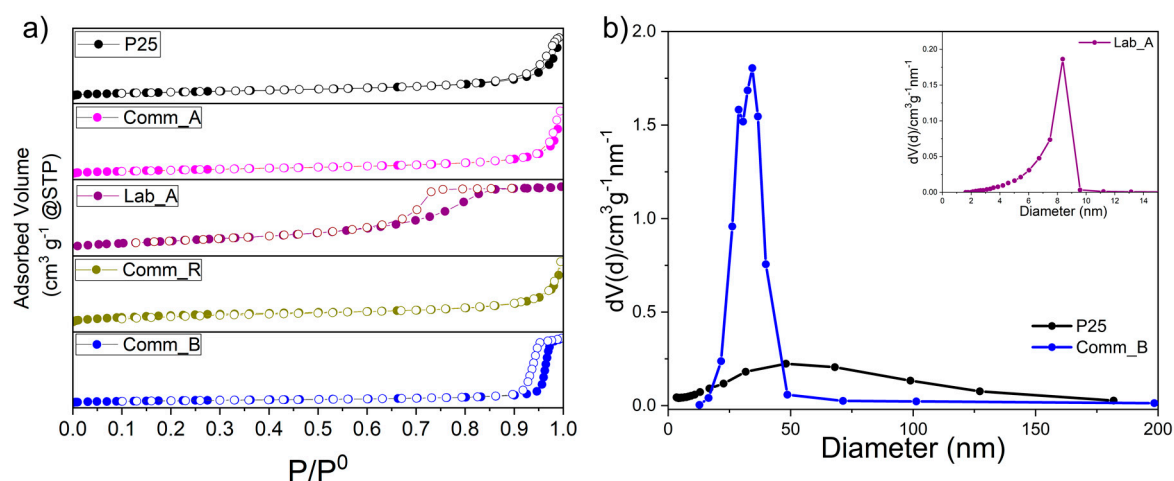 a)
P25
Comm_A
Lab_A
Comm_R
Comm_B
Adsorbed Volume
(cm³ g⁻¹ @STP)
0.0 0.1 0.2 0.3 0.4 0.5 0.6 0.7 0.8 0.9 1.0
P/P⁰
b)
2.0
1.5
1.0
0.5
0.0
dV(d)/cm³g⁻¹nm⁻¹
0 50 100 150 200
Diameter (nm)
P25
Comm_B
Lab_A
0.20
0.15
0.10
0.05
0.00
dV(d)/cm³g⁻¹nm⁻¹
0 2 4 6 8 10 12 14
Diameter (nm)